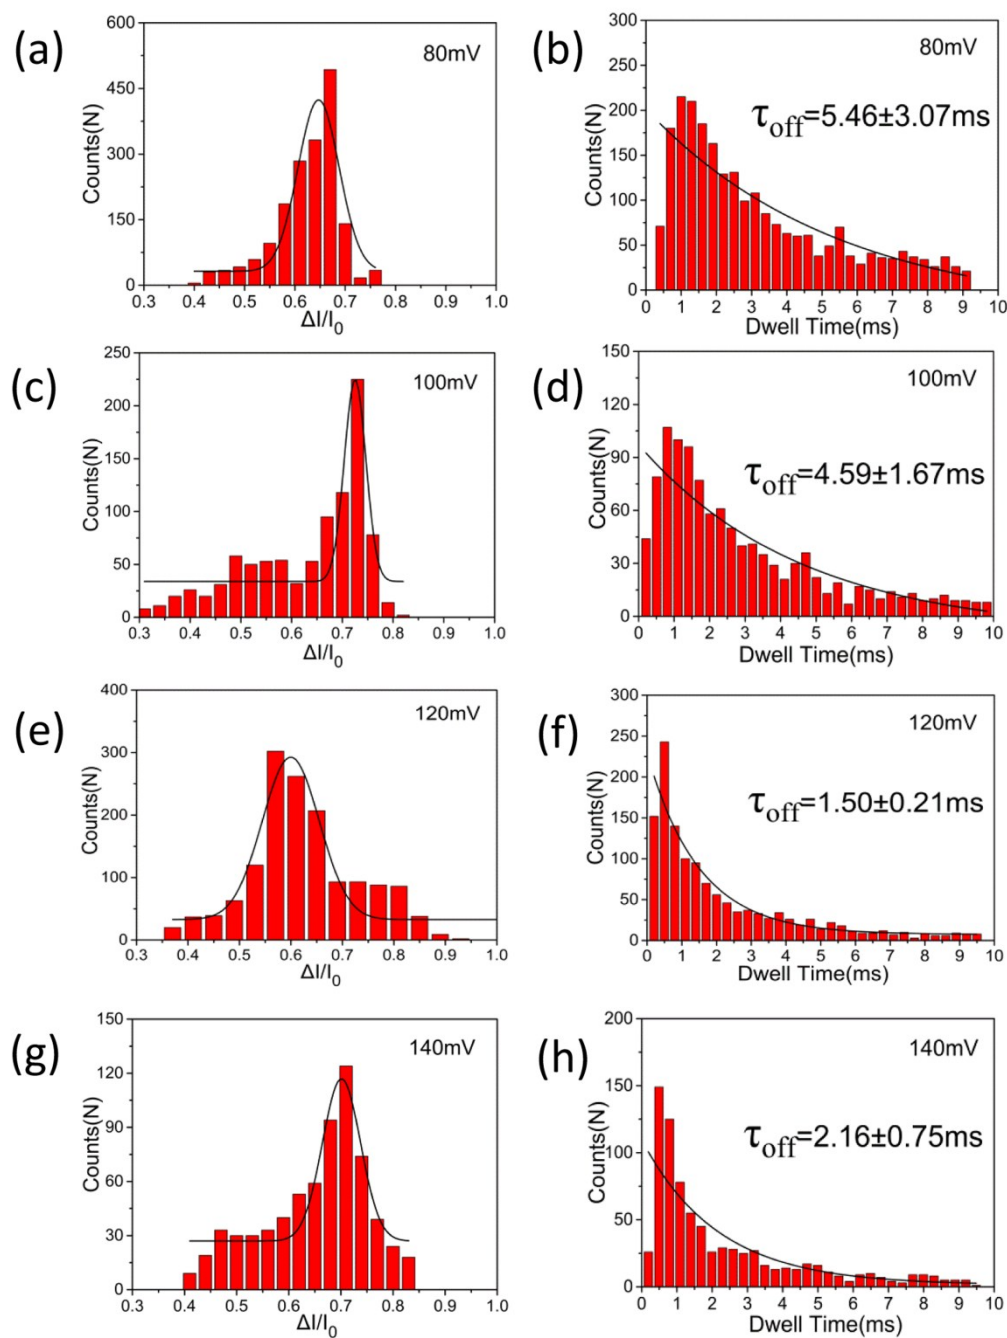 (a)
600
450
300
150
0
Counts(N)
80mV
0.3 0.4 0.5 0.6 0.7 0.8 0.9 1.0
ΔI/I0
(b)
300
250
200
150
100
50
0
Counts(N)
80mV
τoff=5.46±3.07ms
0 1 2 3 4 5 6 7 8 9 10
Dwell Time(ms)
(c)
250
200
150
100
50
0
Counts(N)
100mV
0.3 0.4 0.5 0.6 0.7 0.8 0.9 1.0
ΔI/I0
(d)
150
120
90
60
30
0
Counts(N)
100mV
τoff=4.59±1.67ms
0 1 2 3 4 5 6 7 8 9 10
Dwell Time(ms)
(e)
400
300
200
100
0
Counts(N)
120mV
0.3 0.4 0.5 0.6 0.7 0.8 0.9 1.0
ΔI/I0
(f)
300
250
200
150
100
50
0
Counts(N)
120mV
τoff=1.50±0.21ms
0 1 2 3 4 5 6 7 8 9 10
Dwell Time(ms)
(g)
150
120
90
60
30
0
Counts(N)
140mV
0.3 0.4 0.5 0.6 0.7 0.8 0.9 1.0
ΔI/I0
(h)
200
150
100
50
0
Counts(N)
140mV
τoff=2.16±0.75ms
0 1 2 3 4 5 6 7 8 9 10
Dwell Time(ms)